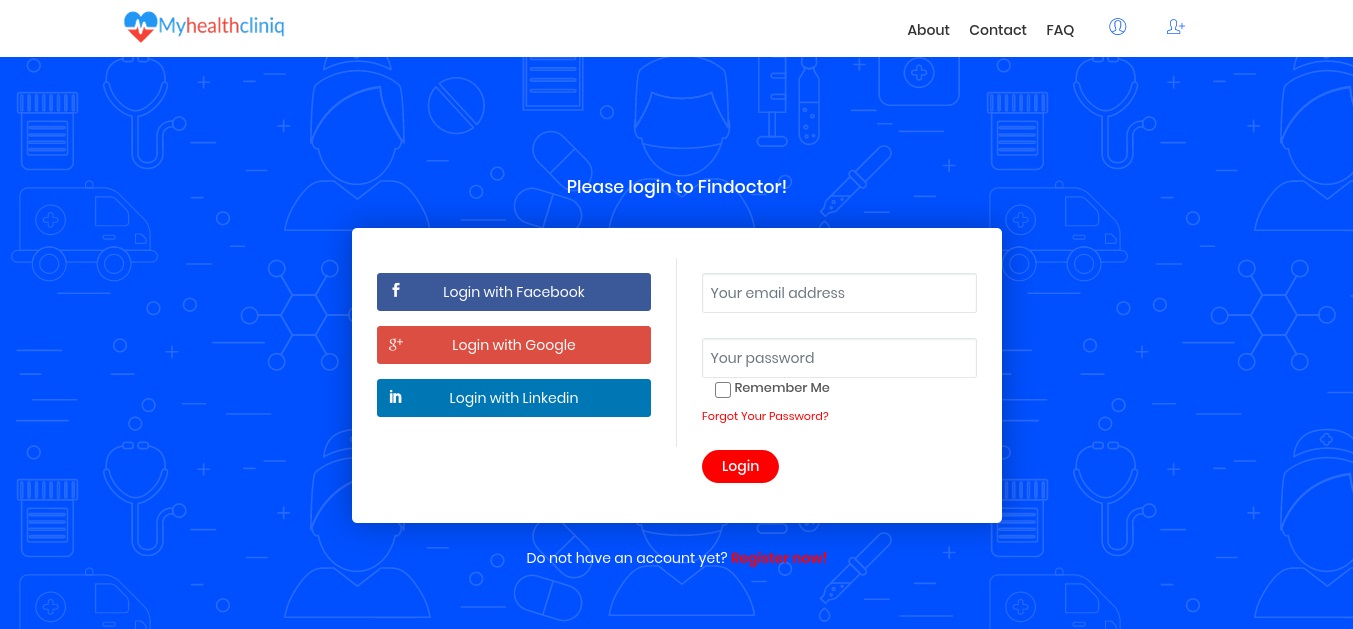 Myhealthcliniq
About Contact FAQ
Please login to Findoctor!
Login with Facebook
Login with Google
Login with Linkedin
Your email address
Your password
Remember Me
Forgot Your Password?
Login
Do not have an account yet? Register now!